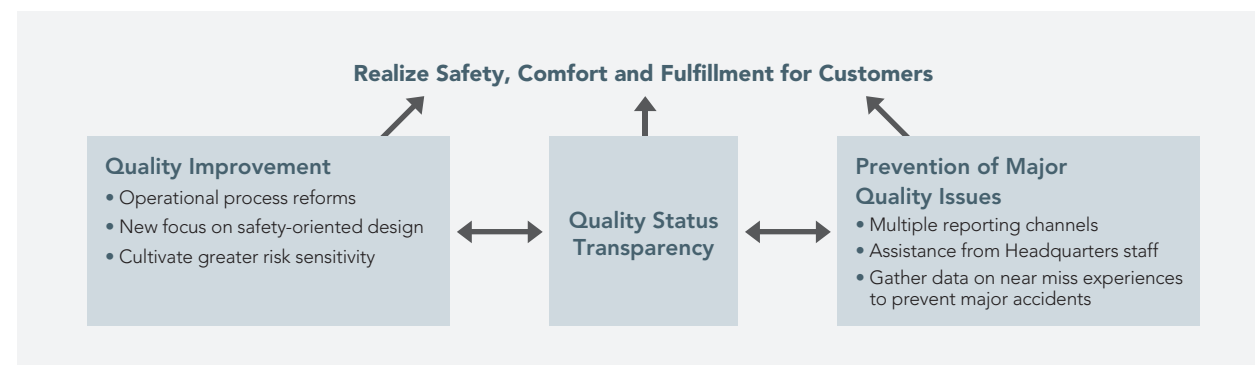 Realize Safety, Comfort and Fulfillment for Customers
Quality Improvement
• Operational process reforms
• New focus on safety-oriented design
• Cultivate greater risk sensitivity
Quality Status
Transparency
Prevention of Major
Quality Issues
• Multiple reporting channels
• Assistance from Headquarters staff
• Gather data on near miss experiences
to prevent major accidents